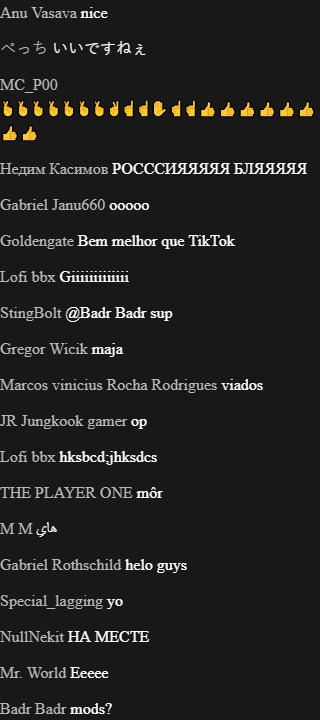 Anu Vasava nice
ぺっち いいですねぇ
MC_P00
✌✌✌✌✌✌✌✌☝☝✋☝☝👍👍👍👍👍👍
👍👍
Недим Касимов РОСССИЯЯЯЯЯ БЛЯЯЯЯЯ
Gabriel Janu660 ooooo
Goldengate Bem melhor que TikTok
Lofi bbx Giiiiiiiiiiiii
StingBolt @Badr Badr sup
Gregor Wicik maja
Marcos vinicius Rocha Rodrigues viados
JR Jungkook gamer op
Lofi bbx hksbcd;jhksdcs
THE PLAYER ONE môr
M M هاي
Gabriel Rothschild helo guys
Special_lagging yo
NullNekit НА МЕСТЕ
Mr. World Eeeee
Badr Badr mods?